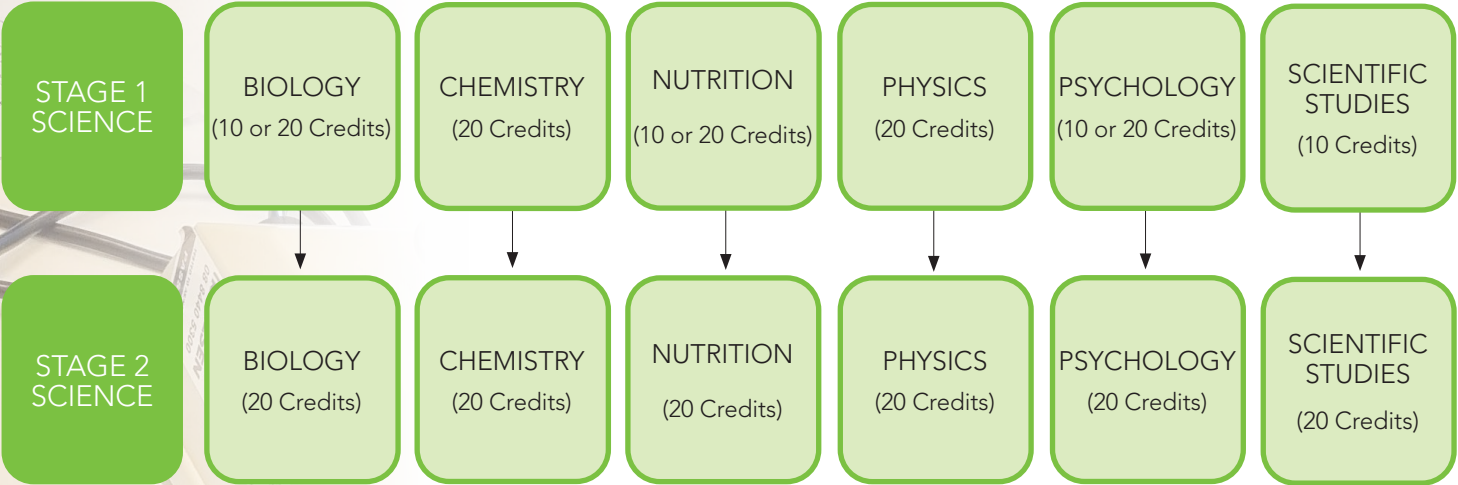 STAGE 1
SCIENCE
BIOLOGY
(10 or 20 Credits)
CHEMISTRY
(20 Credits)
NUTRITION
(10 or 20 Credits)
PHYSICS
(20 Credits)
PSYCHOLOGY
(10 or 20 Credits)
SCIENTIFIC
STUDIES
(10 Credits)
STAGE 2
SCIENCE
BIOLOGY
(20 Credits)
CHEMISTRY
(20 Credits)
NUTRITION
(20 Credits)
PHYSICS
(20 Credits)
PSYCHOLOGY
(20 Credits)
SCIENTIFIC
STUDIES
(20 Credits)